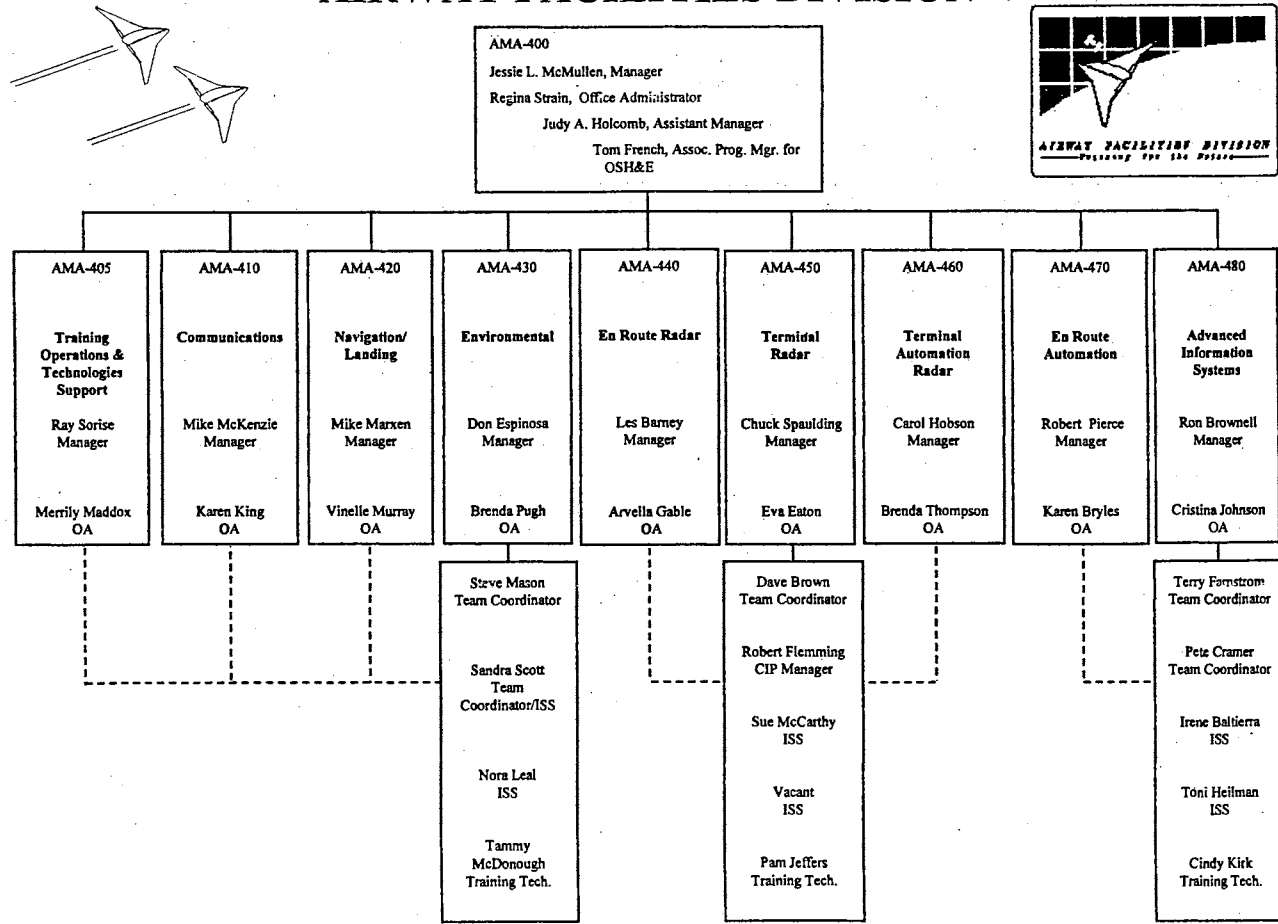 AIRWAY FACILITIES DIVISION
AMA-400
Jessie L. McMullen, Manager
Regina Strain, Office Administrator
Judy A. Holcomb, Assistant Manager
Tom French, Assoc. Prog. Mgr. for
OSH&E
AIRWAY FACILITIES DIVISION
Preparing for the Future
AMA-405
Training
Operations &
Technologies
Support
Ray Sorise
Manager
Merrily Maddox
OA
AMA-410
Communications
Mike McKenzie
Manager
Karen King
OA
AMA-420
Navigation/
Landing
Mike Marxen
Manager
Vinelle Murray
OA
AMA-430
Environmental
Don Espinosa
Manager
Brenda Pugh
OA
AMA-440
En Route Radar
Les Barney
Manager
Arvella Gable
OA
AMA-450
Terminal
Radar
Chuck Spaulding
Manager
Eva Eaton
OA
AMA-460
Terminal
Automation
Radar
Carol Hobson
Manager
Brenda Thompson
OA
AMA-470
En Route
Automation
Robert Pierce
Manager
Karen Bryles
OA
AMA-480
Advanced
Information
Systems
Ron Brownell
Manager
Cristina Johnson
OA
Steve Mason
Team Coordinator
Sandra Scott
Team
Coordinator/ISS
Nora Leal
ISS
Tammy
McDonough
Training Tech.
Dave Brown
Team Coordinator
Robert Flemming
CIP Manager
Sue McCarthy
ISS
Vacant
ISS
Pam Jeffers
Training Tech.
Terry Farnstrom
Team Coordinator
Pete Cramer
Team Coordinator
Irene Baltierra
ISS
Toni Heilman
ISS
Cindy Kirk
Training Tech.